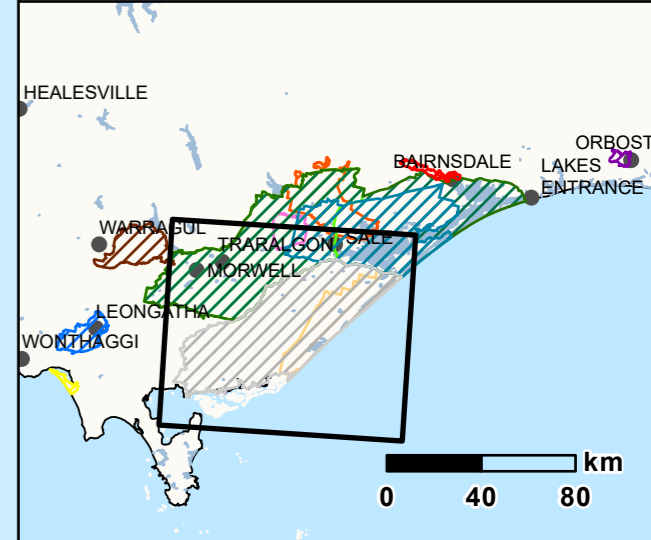 HEALESVILLE
ORBOST
BAIRNSDALE
LAKES
ENTRANCE
WARRAGUL
TRARALGON
SALE
MORWELL
LEONGATHA
WONTHAGGI
km
0 40 80